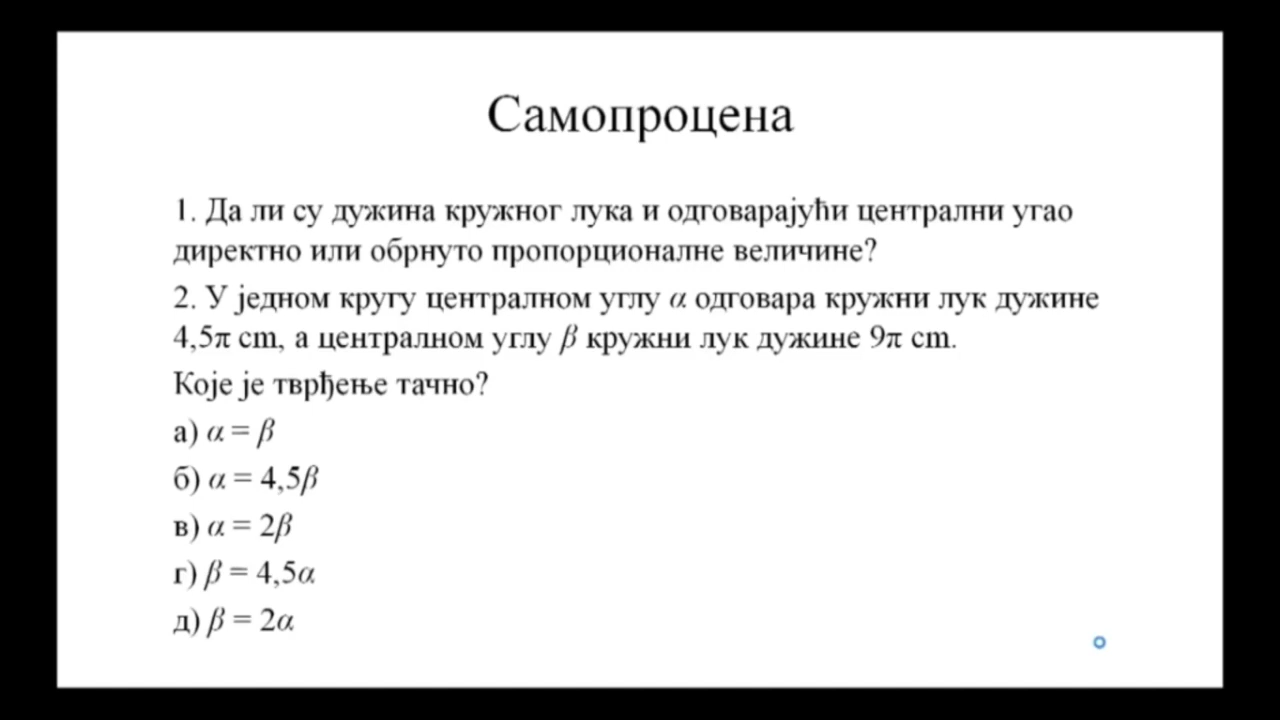 Самопроцена
1. Да ли су дужина кружног лука и одговарајући централни угао
директно или обрнуто пропорционалне величине?
2. У једном кругу централном углу α одговара кружни лук дужине
4,5π cm, а централном углу β кружни лук дужине 9π cm.
Које је тврђење тачно?
а) α = β
б) α = 4,5β
в) α = 2β
г) β = 4,5α
д) β = 2α